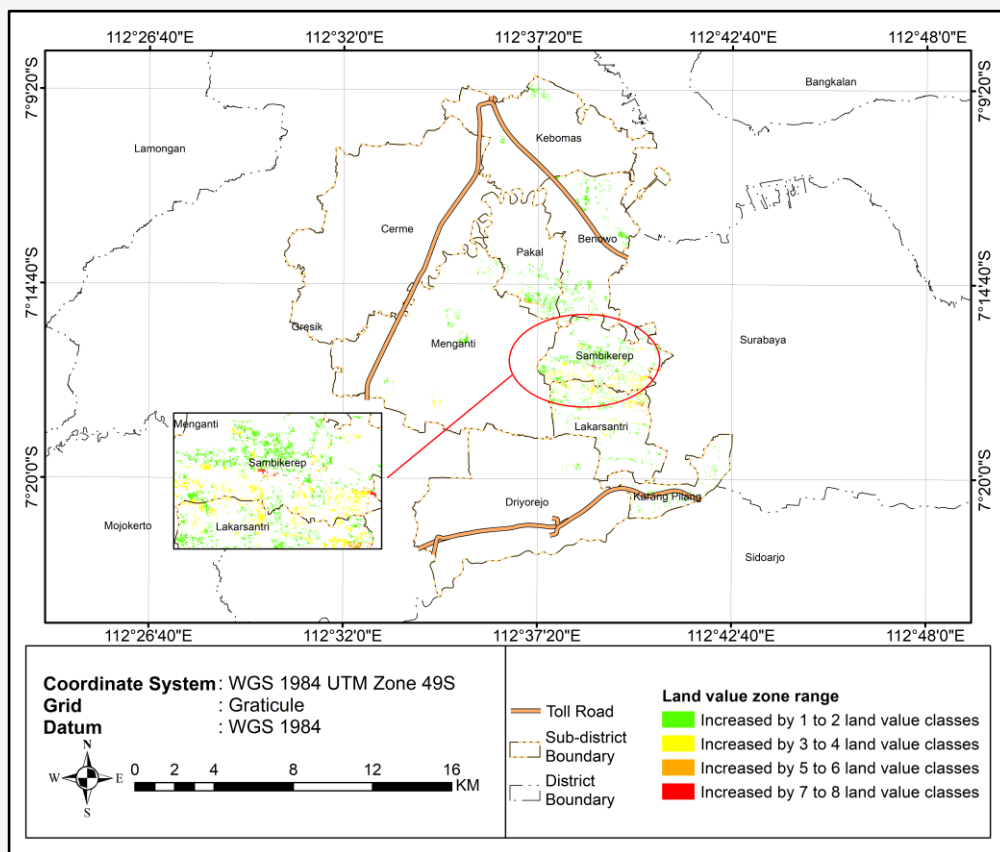 112°26'40"E 112°32'0"E 112°37'20"E 112°42'40"E 112°48'0"E
7°9'20"S 7°9'20"S
Bangkalan
Lamongan
Kebomas
Cerme
Benowo
Pakal
7°14'40"S 7°14'40"S
Gresik
Menganti
Surabaya
Sambikerep
Menganti
Lakarsantri
Sambikerep
7°20'0"S 7°20'0"S
Driyorejo
Karang Pilang
Mojokerto
Lakarsantri
Sidoarjo
112°26'40"E 112°32'0"E 112°37'20"E 112°42'40"E 112°48'0"E
Coordinate System: WGS 1984 UTM Zone 49S
Grid : Graticule
Datum : WGS 1984
N
W E
S
0 2 4 8 12 16
KM
Toll Road
Sub-district
Boundary
District
Boundary
Land value zone range
Increased by 1 to 2 land value classes
Increased by 3 to 4 land value classes
Increased by 5 to 6 land value classes
Increased by 7 to 8 land value classes